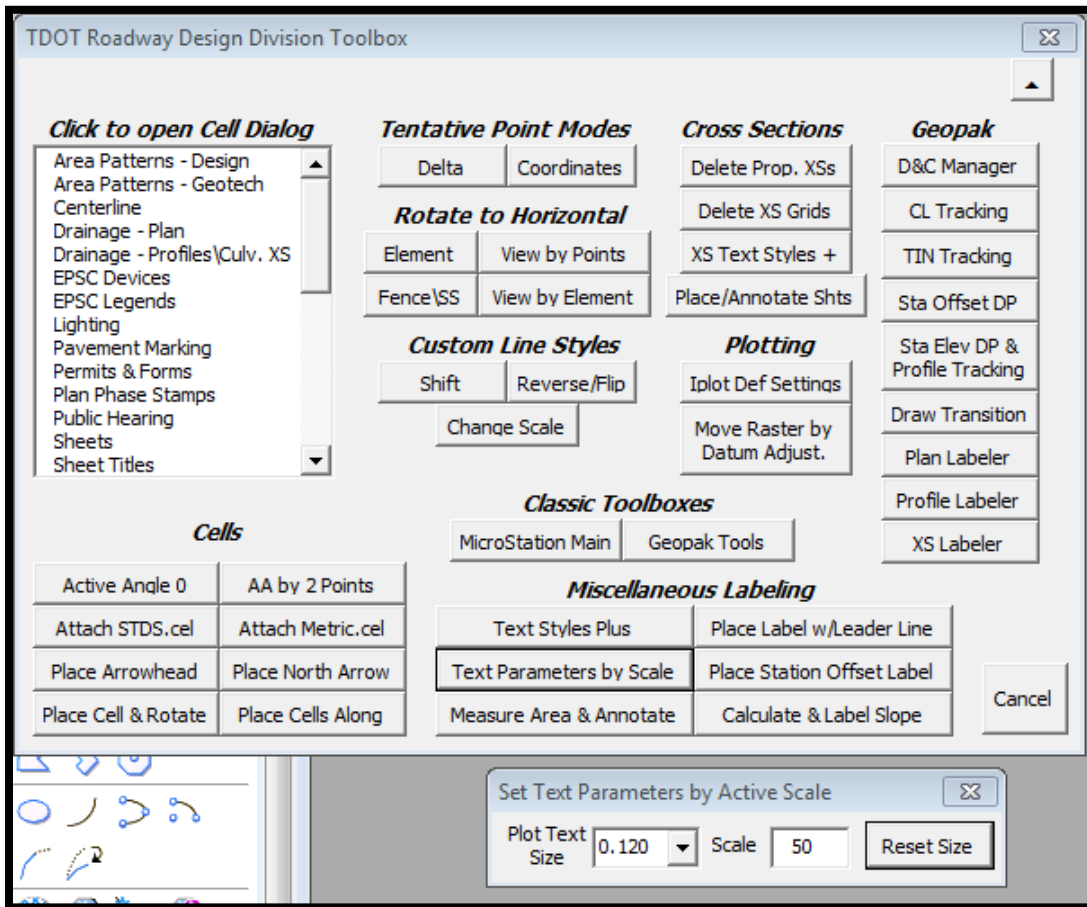 TDOT Roadway Design Division Toolbox
Click to open Cell Dialog
Area Patterns - Design
Area Patterns - Geotech
Centerline
Drainage - Plan
Drainage - Profiles\Culv. XS
EPSC Devices
EPSC Legends
Lighting
Pavement Marking
Permits & Forms
Plan Phase Stamps
Public Hearing
Sheets
Sheet Titles
Tentative Point Modes
Delta
Coordinates
Rotate to Horizontal
Element
View by Points
Fence\SS
View by Element
Custom Line Styles
Shift
Reverse/Flip
Change Scale
Cross Sections
Delete Prop. XSs
Delete XS Grids
XS Text Styles +
Place/Annotate Shts
Plotting
Iplot Def Settings
Move Raster by
Datum Adjust.
Geopak
D&C Manager
CL Tracking
TIN Tracking
Sta Offset DP
Sta Elev DP &
Profile Tracking
Draw Transition
Plan Labeler
Profile Labeler
XS Labeler
Classic Toolboxes
MicroStation Main
Geopak Tools
Cells
Active Angle 0
AA by 2 Points
Attach STDS.cel
Attach Metric.cel
Place Arrowhead
Place North Arrow
Place Cell & Rotate
Place Cells Along
Miscellaneous Labeling
Text Styles Plus
Place Label w/Leader Line
Text Parameters by Scale
Place Station Offset Label
Measure Area & Annotate
Calculate & Label Slope
Cancel
Set Text Parameters by Active Scale
Plot Text
Size
0.120
Scale
50
Reset Size